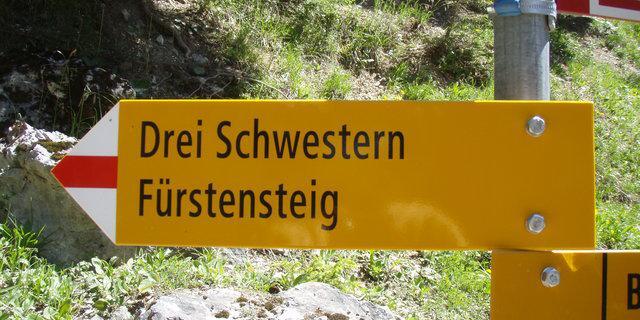 Drei Schwestern
Fürstensteig